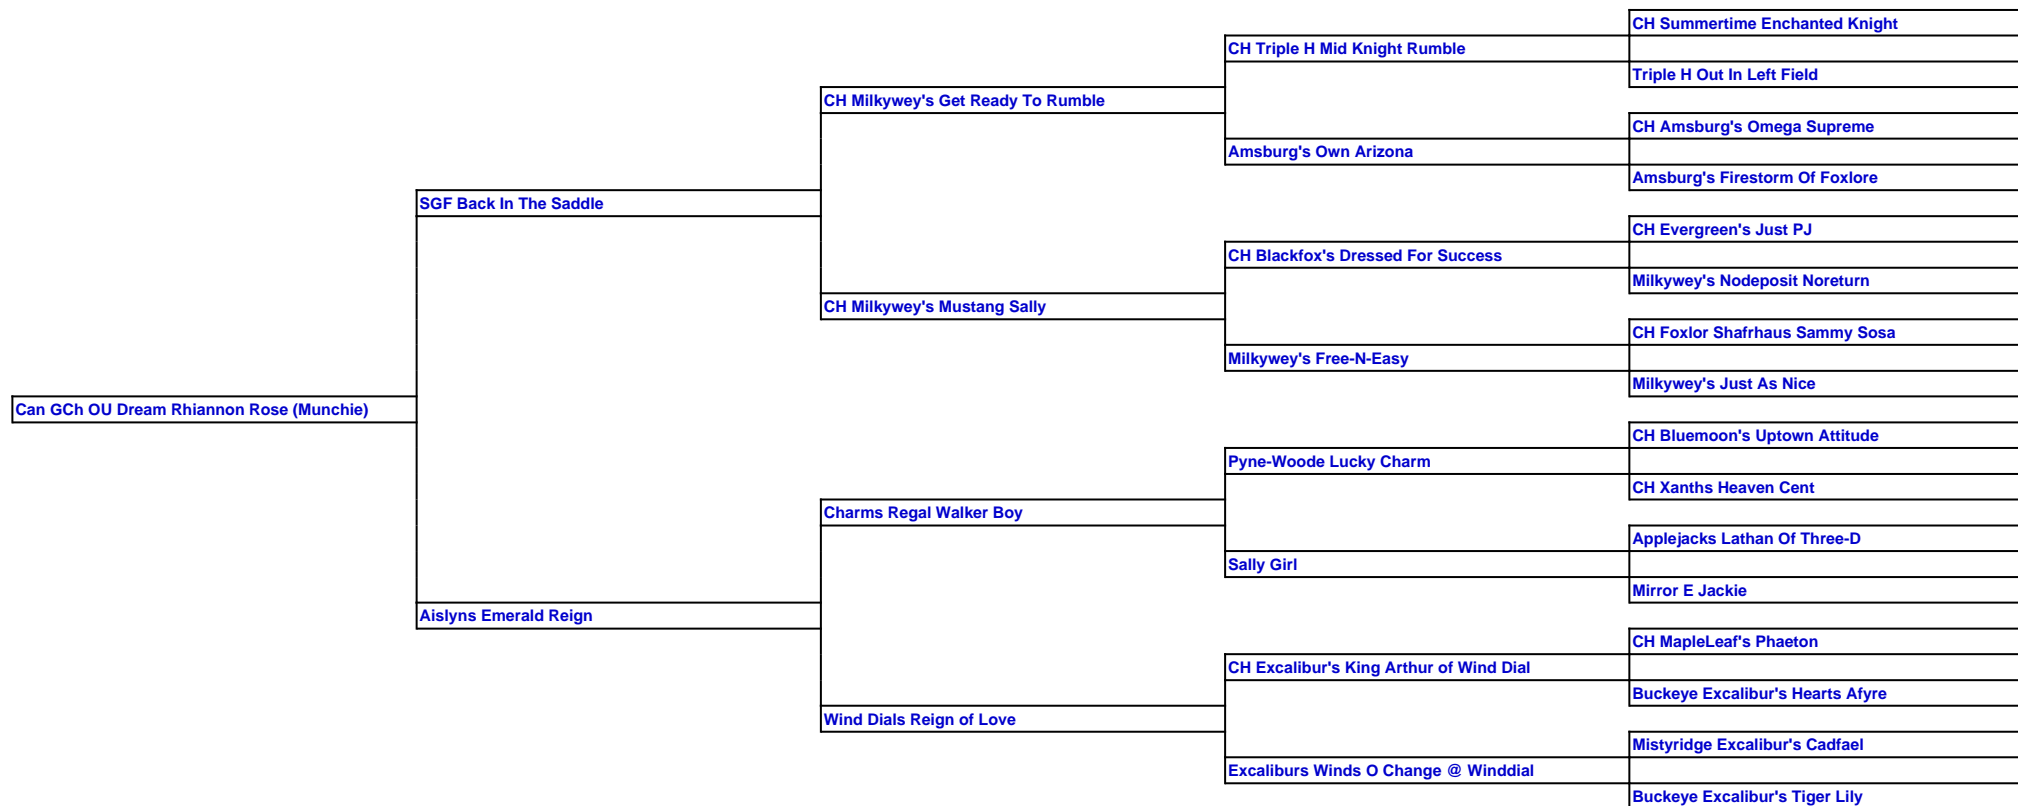 CH Summertime Enchanted Knight
CH Triple H Mid Knight Rumble
Triple H Out In Left Field
CH Milkywey's Get Ready To Rumble
CH Amsburg's Omega Supreme
Amsburg's Own Arizona
Amsburg's Firestorm Of Foxlore
SGF Back In The Saddle
CH Evergreen's Just PJ
CH Blackfox's Dressed For Success
Milkywey's Nodeposit Noreturn
CH Milkywey's Mustang Sally
CH Foxlor Shafrhaus Sammy Sosa
Milkywey's Free-N-Easy
Milkywey's Just As Nice
Can GCh OU Dream Rhiannon Rose (Munchie)
CH Bluemoon's Uptown Attitude
Pyne-Woode Lucky Charm
CH Xanths Heaven Cent
Charms Regal Walker Boy
Applejacks Lathan Of Three-D
Sally Girl
Mirror E Jackie
Aislyns Emerald Reign
CH MapleLeaf's Phaeton
CH Excalibur's King Arthur of Wind Dial
Buckeye Excalibur's Hearts Afyre
Wind Dials Reign of Love
Mistyridge Excalibur's Cadfael
Excaliburs Winds O Change @ Winddial
Buckeye Excalibur's Tiger Lily